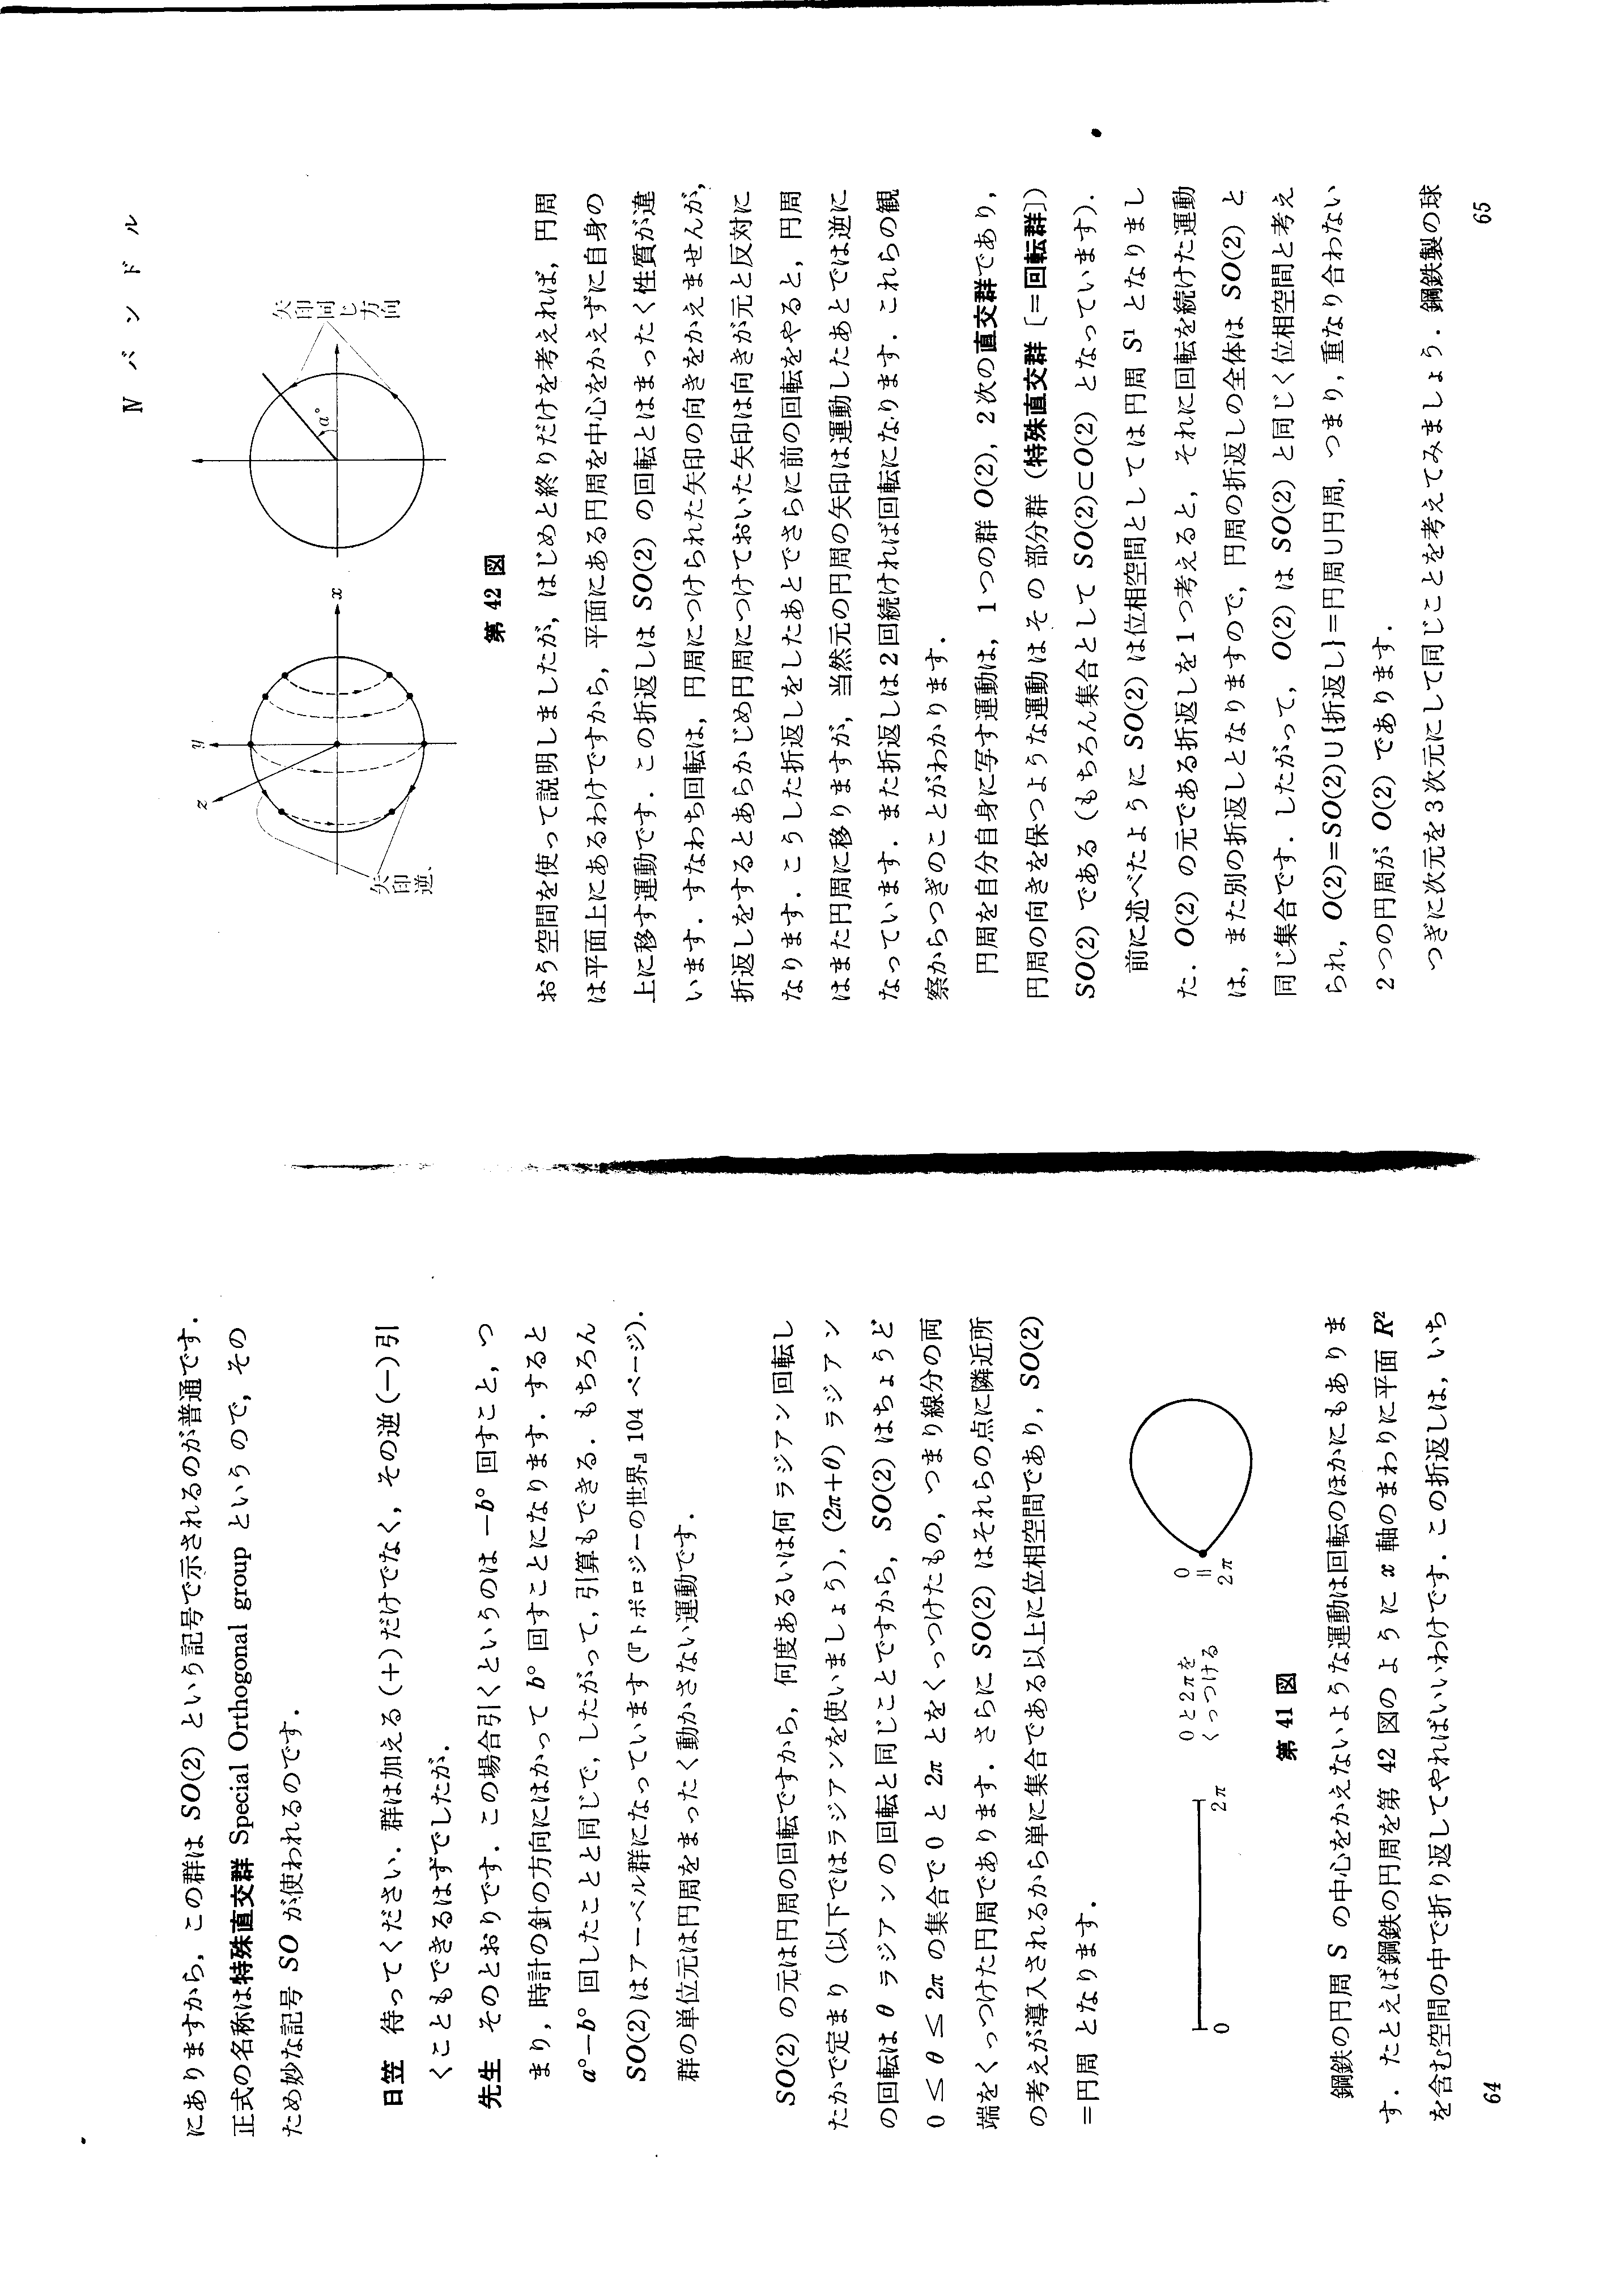 にありますから，この群は SO(2) という記号で示されるのが普通です．
正式の名称は特殊直交群 Special Orthogonal group というので，その
ため妙な記号 SO が使われるのです．
日笠　待ってください．群は加える(＋)だけでなく，その逆(－)引
くこともできるはずでしたが．
先生　そのとおりです．この場合引くというのは －b° 回すこと，つ
まり，時計の針の方向にはかって b° 回すことになります．すると
a°－b° 回したことと同じで，したがって，引算もできる．もちろん
SO(2)はアーベル群になっています(『トポロジーの世界』104 ページ)．
群の単位元は円周をまったく動かさない運動です．
SO(2) の元は円周の回転ですから，何度あるいは何ラジアン回転し
たかで定まり（以下ではラジアンを使いましょう），(2π+θ) ラジアン
の回転は θ ラジアンの回転と同じことですから，SO(2) はちょうど
0 ≤ θ ≤ 2π の集合で 0 と 2π とをくっつけたもの，つまり線分の両
端をくっつけた円周であります．さらに SO(2) はそれらの点に隣近所
の考えが導入されるから単に集合である以上に位相空間であり，SO(2)
＝円周 となります．
0
2π
0 と 2π を
くっつける
0
=
2π
第 41 図
鋼鉄の円周 S の中心をかえないような運動は回転のほかにもありま
す．たとえば鋼鉄の円周を第 42 図のように x 軸のまわりに平面 R²
を含む空間の中で折り返してやればいいわけです．この折返しは，いち
64
Ⅳ バンドル
y
z
x
矢印逆
a°
矢印同じ方向
第 42 図
おう空間を使って説明しましたが，はじめと終りだけを考えれば，円周
は平面上にあるわけですから，平面にある円周を中心をかえずに自身の
上に移す運動です．この折返しは SO(2) の回転とはまったく性質が違
います．すなわち回転は，円周につけられた矢印の向きをかえませんが，
折返しをするとあらかじめ円周につけておいた矢印は向きが元と反対に
なります．こうした折返しをしたあとでさらに前の回転をやると，円周
はまた円周に移りますが，当然元の円周の矢印は運動したあとでは逆に
なっています．また折返しは2回続ければ回転になります．これらの観
察からつぎのことがわかります．
円周を自分自身に写す運動は，1つの群 O(2)，2次の直交群であり，
円周の向きを保つような運動はその部分群（特殊直交群〔＝回転群〕）
SO(2) である（もちろん集合として SO(2)⊂O(2) となっています）．
前に述べたように SO(2) は位相空間としては円周 S¹ となりまし
た．O(2) の元である折返しを1つ考えると，それに回転を続けた運動
は，また別の折返しとなりますので，円周の折返しの全体は SO(2) と
同じ集合です．したがって，O(2) は SO(2) と同じく位相空間と考え
られ，O(2)=SO(2)∪{折返し}＝円周∪円周，つまり，重なり合わない
2つの円周が O(2) であります．
つぎに次元を3次元にして同じことを考えてみましょう．鋼鉄製の球
65